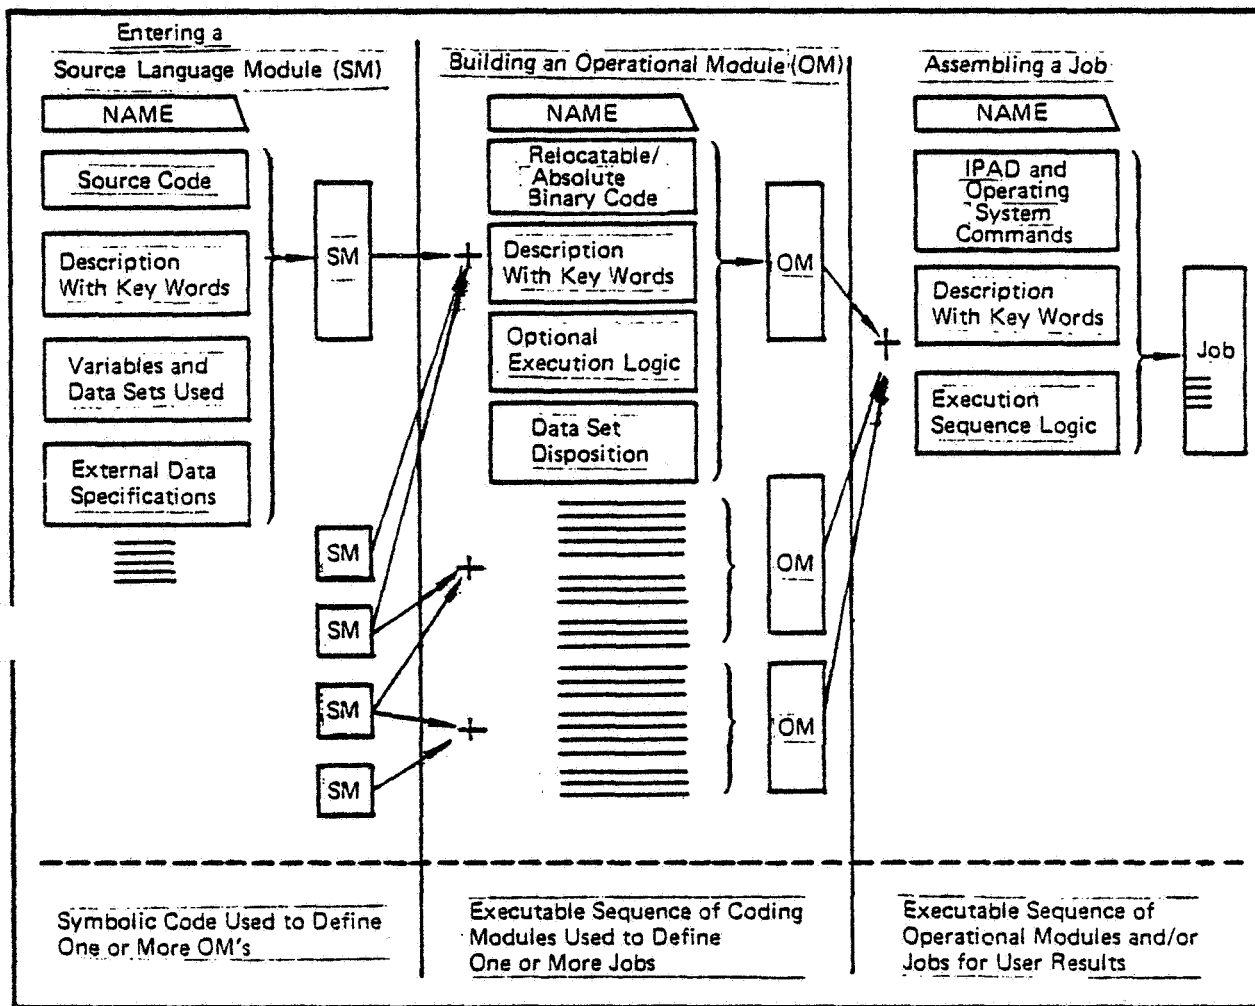 Entering a
Source Language Module (SM)
NAME
Source Code
Description
With Key Words
Variables and
Data Sets Used
External Data
Specifications
SM
SM
SM
SM
SM
Symbolic Code Used to Define
One or More OM's
Building an Operational Module (OM)
NAME
Relocatable/
Absolute
Binary Code
Description
With Key Words
Optional
Execution Logic
Data Set
Disposition
OM
OM
OM
Executable Sequence of Coding
Modules Used to Define
One or More Jobs
Assembling a Job
NAME
IPAD and
Operating
System
Commands
Description
With Key Words
Execution
Sequence Logic
Job
Executable Sequence of
Operational Modules and/or
Jobs for User Results